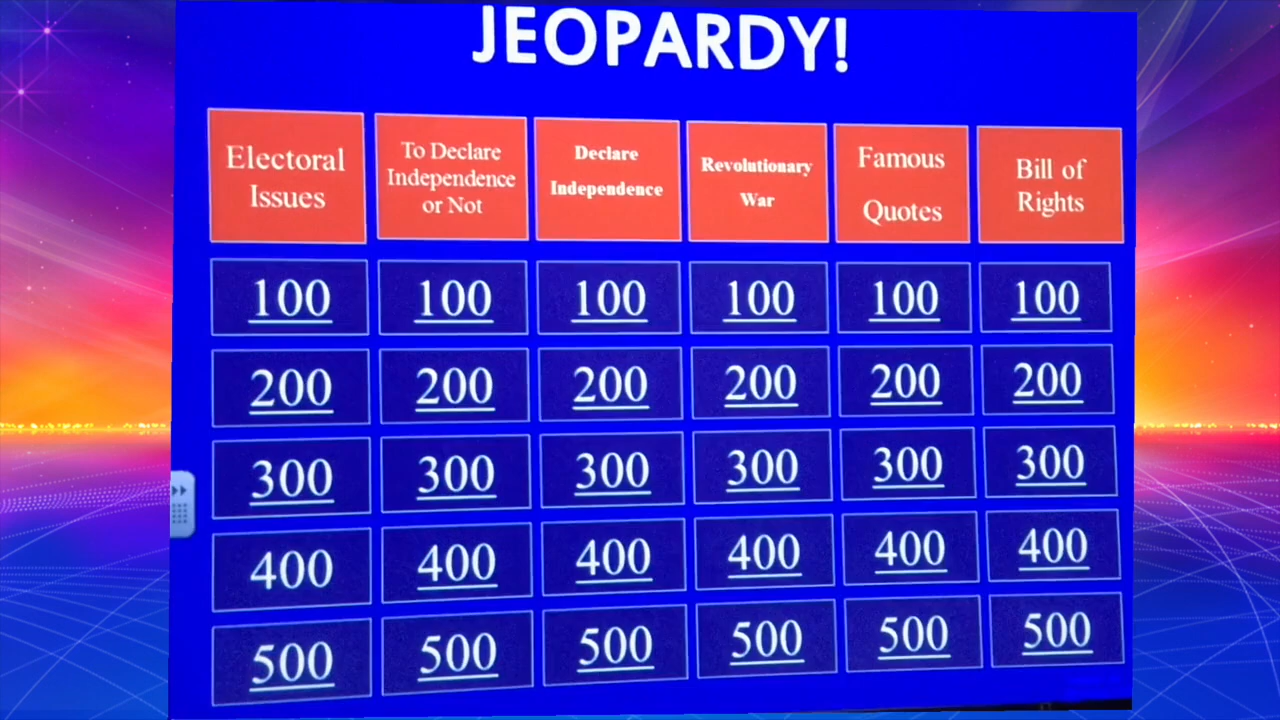 JEOPARDY!
Electoral
Issues
To Declare
Independence
or Not
Declare
Independence
Revolutionary
War
Famous
Quotes
Bill of
Rights
100 100 100 100 100 100
200 200 200 200 200 200
300 300 300 300 300 300
400 400 400 400 400 400
500 500 500 500 500 500